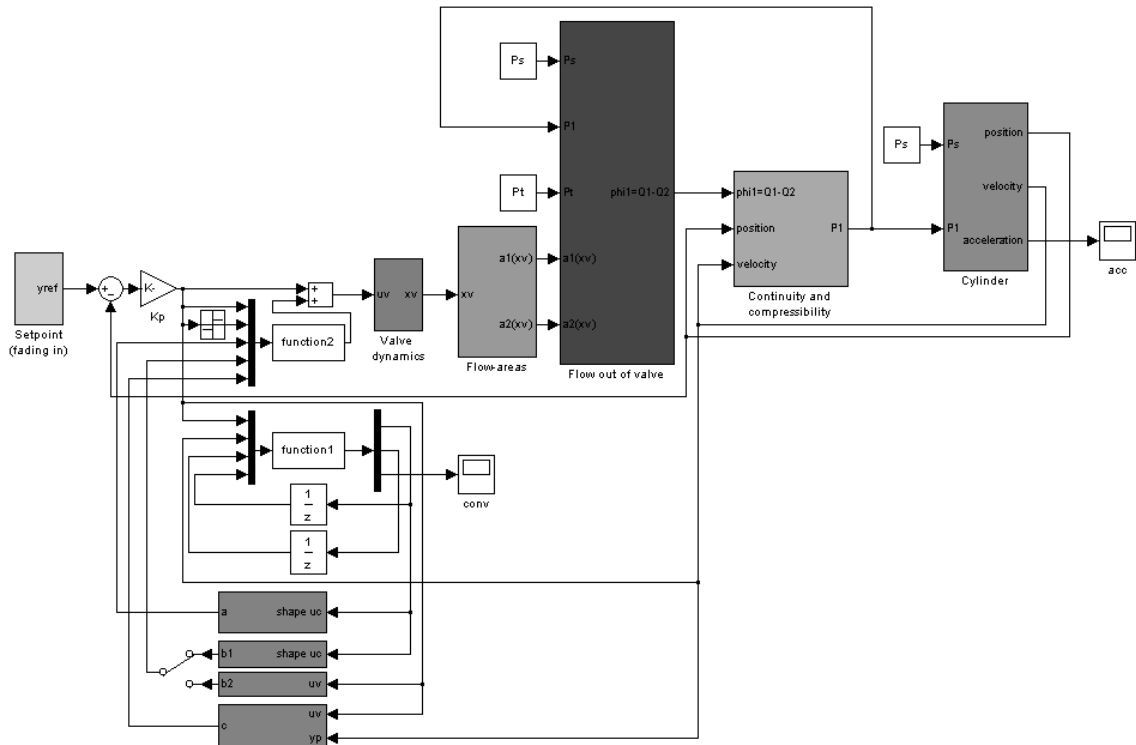 Ps
Ps
P1
Pt
Pt
phi1=Q1-Q2
a1(xv)
a2(xv)
Flow out of valve
phi1=Q1-Q2
position
velocity
P1
Continuity and
compressibility
Ps
Ps
P1
position
velocity
acceleration
Cylinder
acc
yref
Setpoint
(fading in)
+
−
K-
Kp
+
+
function2
uv
xv
Valve
dynamics
xv
a1(xv)
a2(xv)
Flow-areas
function1
conv
1
z
1
z
a
shape uc
b1
shape uc
b2
uv
c
uv
yp